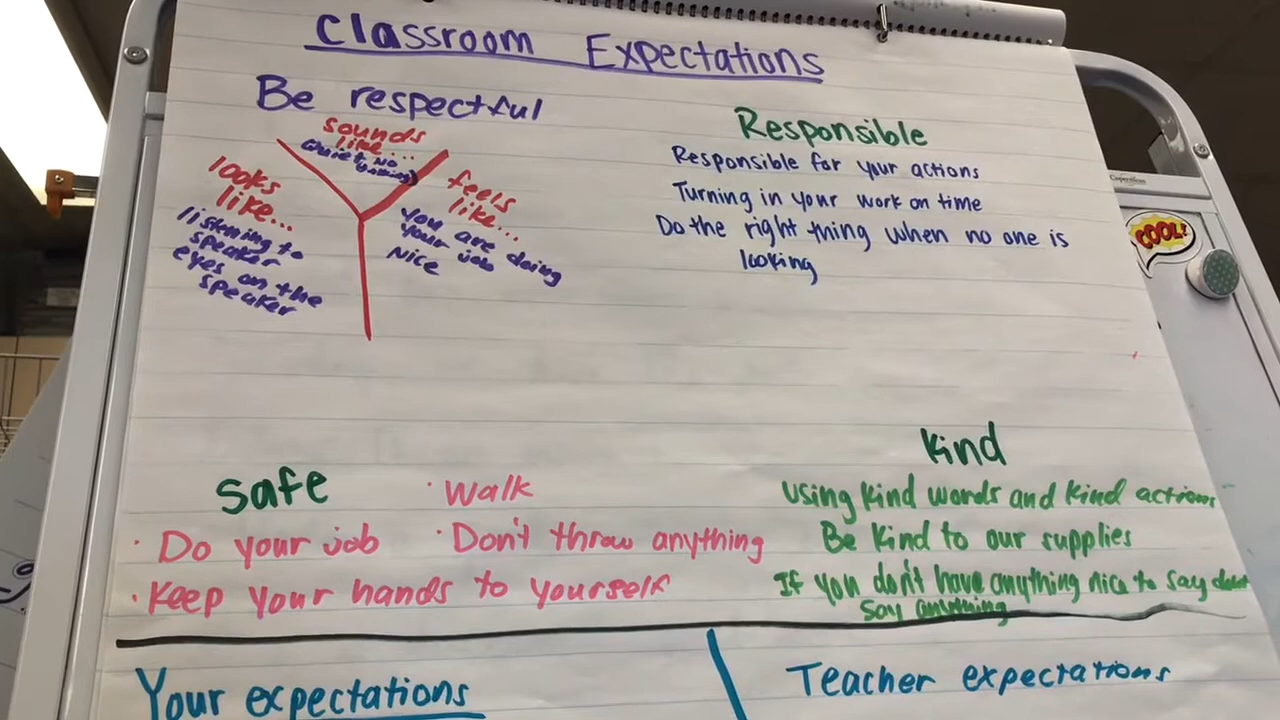 Classroom Expectations
Be respectful
sounds
like...
Quiet, no
looks
like...
listening to
speaker
eyes on the
speaker
feels
like...
you are doing
your job
Nice
Responsible
Responsible for your actions
Turning in your work on time
Do the right thing when no one is
looking
Safe
· Do your job
· Keep your hands to yourself
· Walk
· Don't throw anything
Kind
Using kind words and kind actions
Be kind to our supplies
If you don't have anything nice to say don't
say anything
Your expectations
Teacher expectations
Copernicus
COOL!